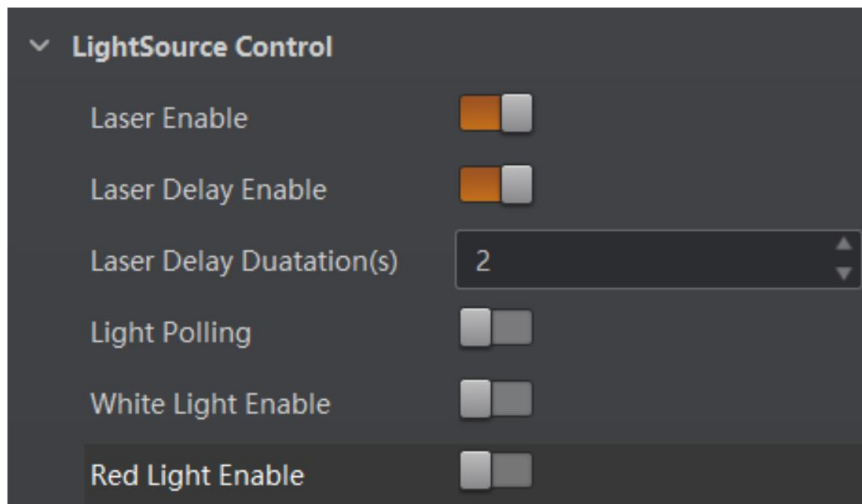 LightSource Control
Laser Enable
Laser Delay Enable
Laser Delay Duatation(s) 2
Light Polling
White Light Enable
Red Light Enable